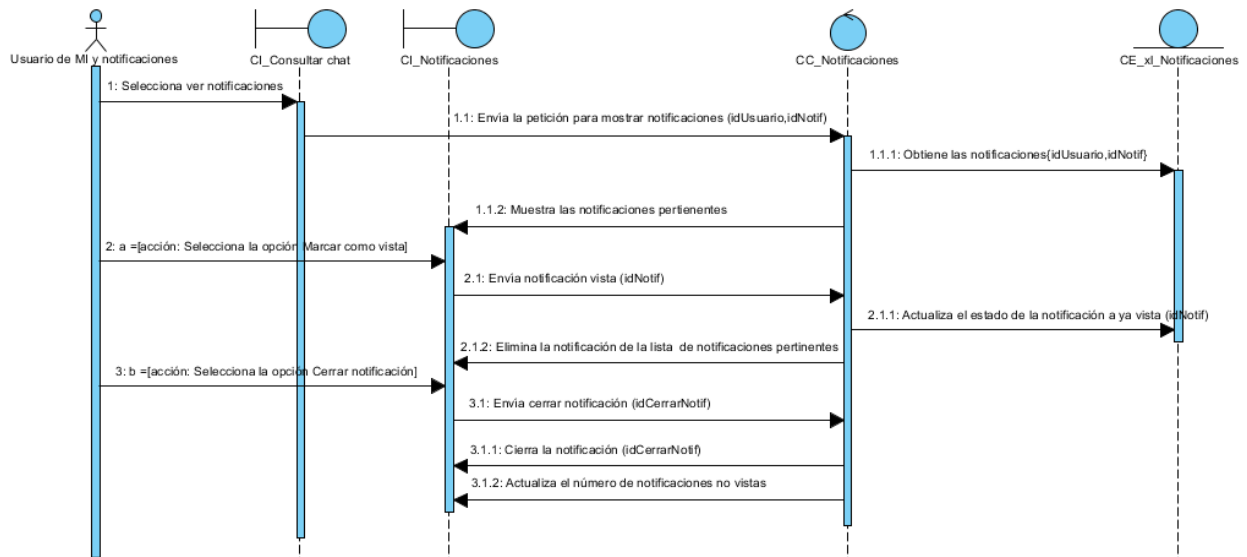 Usuario de MI y notificaciones
CI_Consultar chat
CI_Notificaciones
CC_Notificaciones
CE_xl_Notificaciones
1: Selecciona ver notificaciones
1.1: Envía la petición para mostrar notificaciones (idUsuario,idNotif)
1.1.1: Obtiene las notificaciones{idUsuario,idNotif}
1.1.2: Muestra las notificaciones pertienentes
2: a =[acción: Selecciona la opción Marcar como vista]
2.1: Envía notificación vista (idNotif)
2.1.1: Actualiza el estado de la notificación a ya vista (idNotif)
2.1.2: Elimina la notificación de la lista de notificaciones pertinentes
3: b =[acción: Selecciona la opción Cerrar notificación]
3.1: Envía cerrar notificación (idCerrarNotif)
3.1.1: Cierra la notificación (idCerrarNotif)
3.1.2: Actualiza el número de notificaciones no vistas